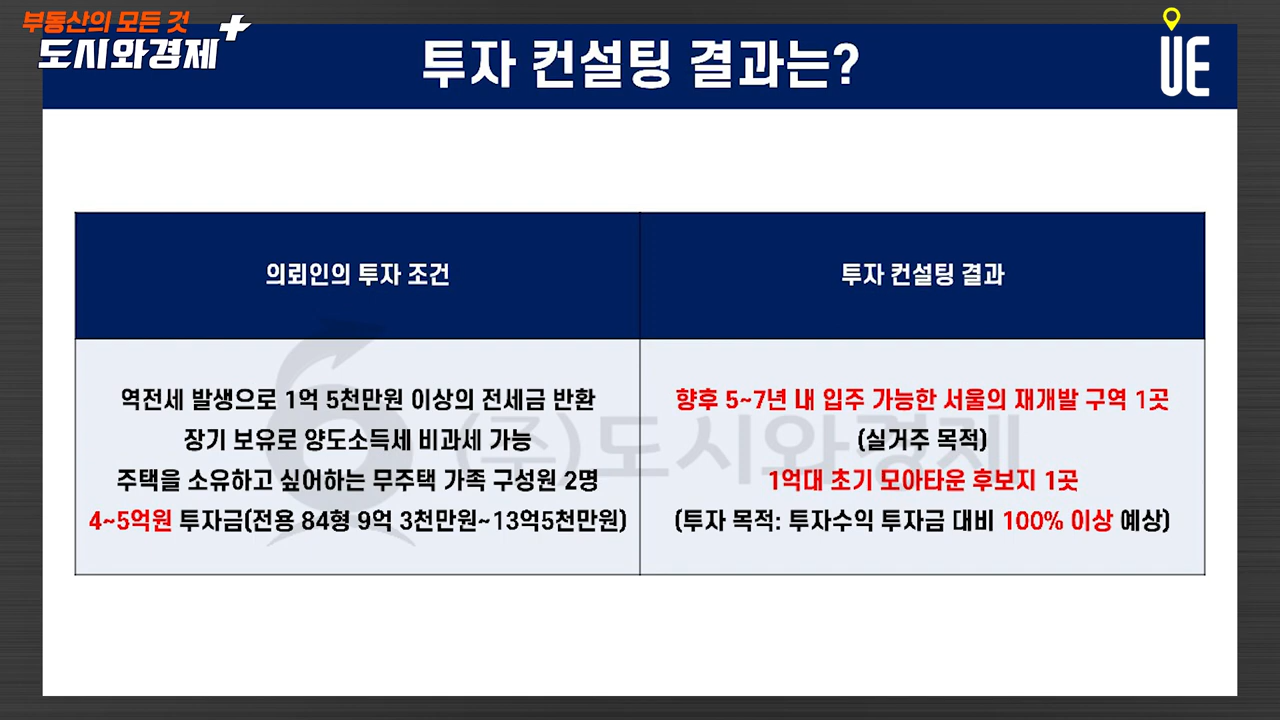 부동산의 모든 것
도시와경제+
투자 컨설팅 결과는?
UE
의뢰인의 투자 조건
투자 컨설팅 결과
역전세 발생으로 1억 5천만원 이상의 전세금 반환
장기 보유로 양도소득세 비과세 가능
주택을 소유하고 싶어하는 무주택 가족 구성원 2명
4~5억원 투자금(전용 84형 9억 3천만원~13억5천만원)
향후 5~7년 내 입주 가능한 서울의 재개발 구역 1곳
(실거주 목적)
1억대 초기 모아타운 후보지 1곳
(투자 목적: 투자수익 투자금 대비 100% 이상 예상)
(주)도시와경제